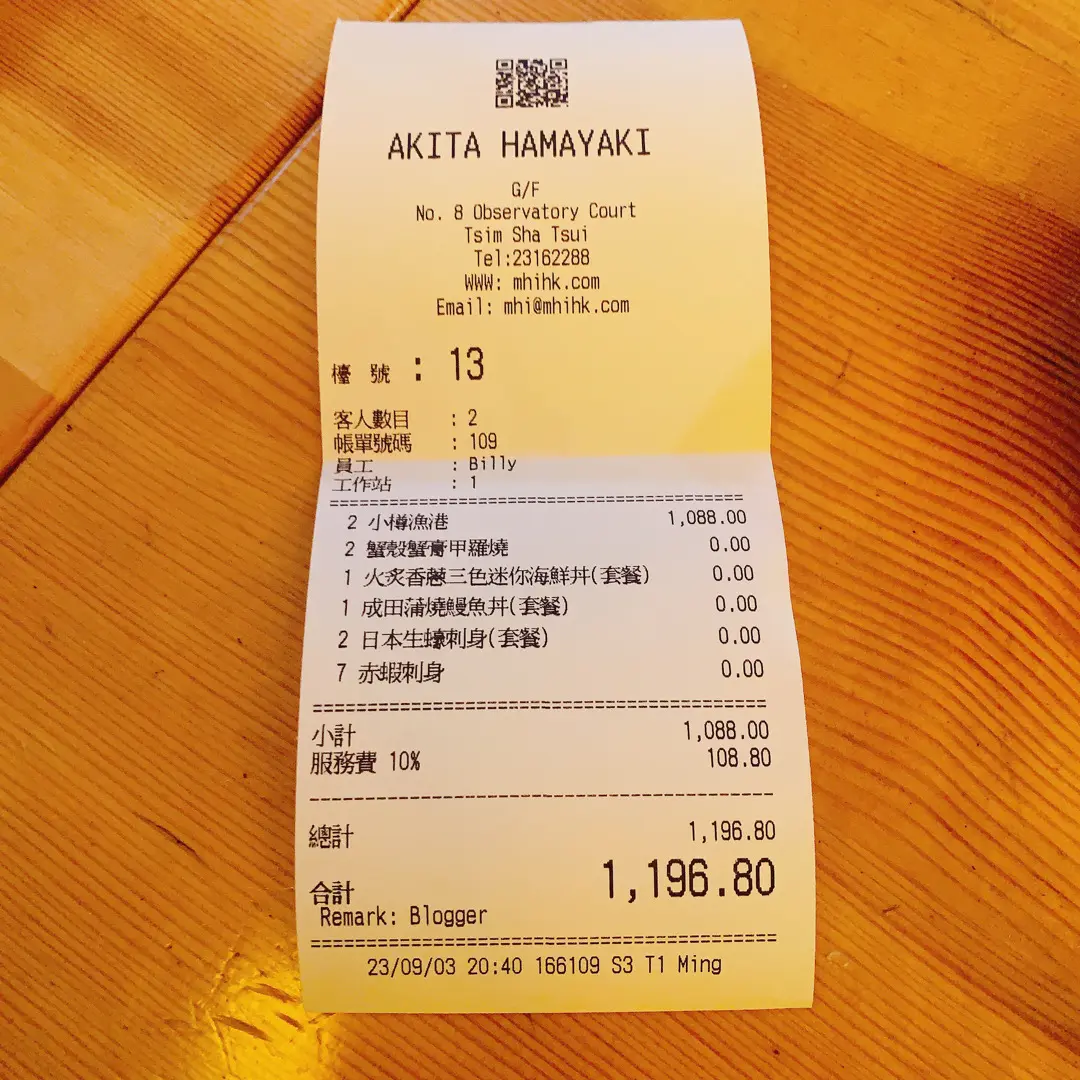 AKITA HAMAYAKI
G/F
No. 8 Observatory Court
Tsim Sha Tsui
Tel:23162288
WWW: mhihk.com
Email: mhi@mhihk.com
檯 號 : 13
客人數目 : 2
帳單號碼 : 109
員工 : Billy
工作站 : 1
2 小樽漁港 1,088.00
2 蟹殼蟹膏甲羅燒 0.00
1 火炙香蔥三色迷你海鮮丼(套餐) 0.00
1 成田蒲燒鰻魚丼(套餐) 0.00
2 日本生蠔刺身(套餐) 0.00
7 赤蝦刺身 0.00
小計 1,088.00
服務費 10% 108.80
總計 1,196.80
合計 1,196.80
Remark: Blogger
23/09/03 20:40 166109 S3 T1 Ming